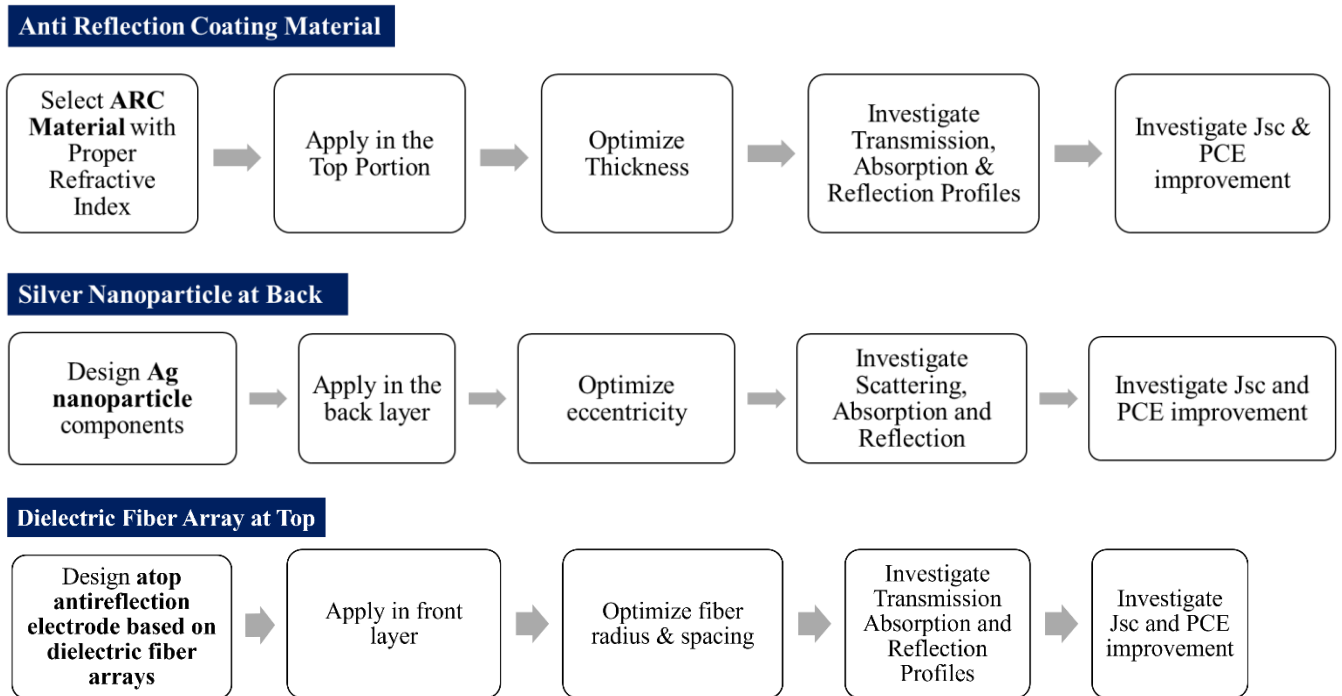 Anti Reflection Coating Material
Select ARC
Material with
Proper
Refractive
Index
Apply in the
Top Portion
Optimize
Thickness
Investigate
Transmission,
Absorption &
Reflection Profiles
Investigate Jsc &
PCE
improvement
Silver Nanoparticle at Back
Design Ag
nanoparticle
components
Apply in the
back layer
Optimize
eccentricity
Investigate
Scattering,
Absorption and
Reflection
Investigate Jsc and
PCE improvement
Dielectric Fiber Array at Top
Design atop
antireflection
electrode based on
dielectric fiber
arrays
Apply in front
layer
Optimize fiber
radius & spacing
Investigate
Transmission
Absorption and
Reflection
Profiles
Investigate
Jsc and PCE
improvement